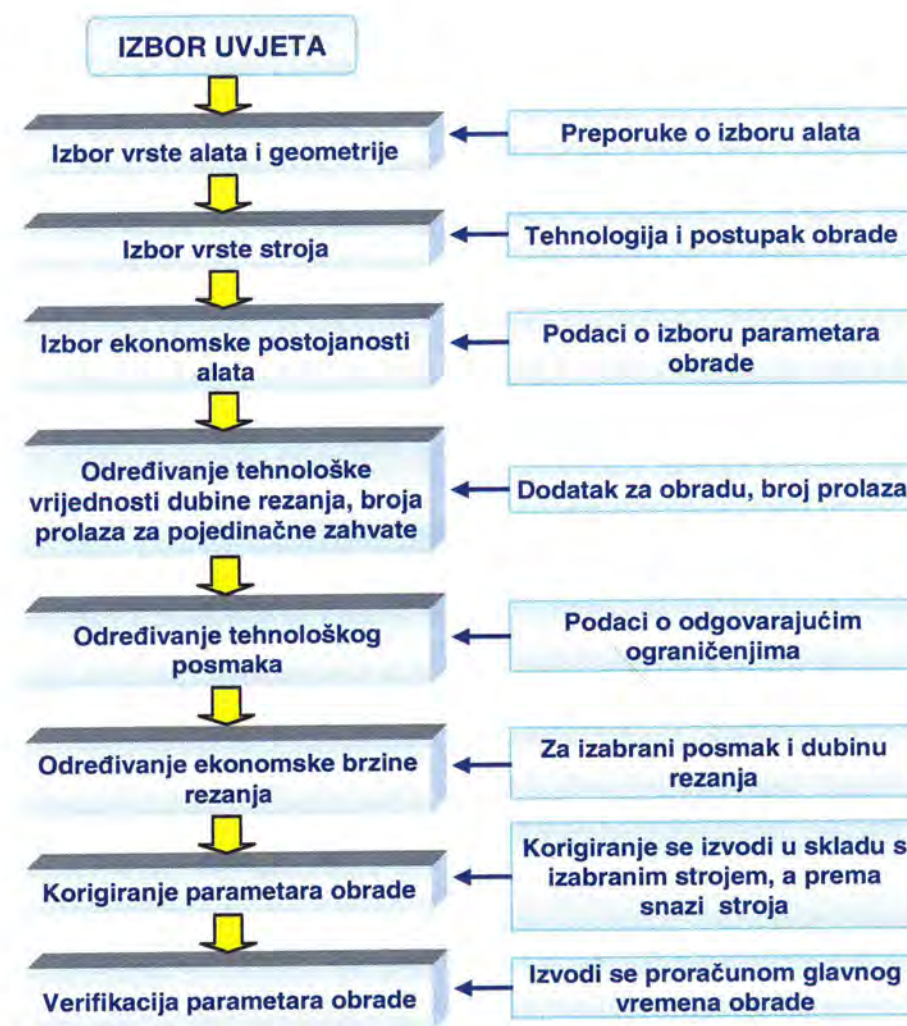 IZBOR UVJETA
Izbor vrste alata i geometrije
Preporuke o izboru alata
Izbor vrste stroja
Tehnologija i postupak obrade
Izbor ekonomske postojanosti
alata
Podaci o izboru parametara
obrade
Određivanje tehnološke
vrijednosti dubine rezanja, broja
prolaza za pojedinačne zahvate
Dodatak za obradu, broj prolaza
Određivanje tehnološkog
posmaka
Podaci o odgovarajućim
ograničenjima
Određivanje ekonomske brzine
rezanja
Za izabrani posmak i dubinu
rezanja
Korigiranje parametara obrade
Korigiranje se izvodi u skladu s
izabranim strojem, a prema
snazi stroja
Verifikacija parametara obrade
Izvodi se proračunom glavnog
vremena obrade